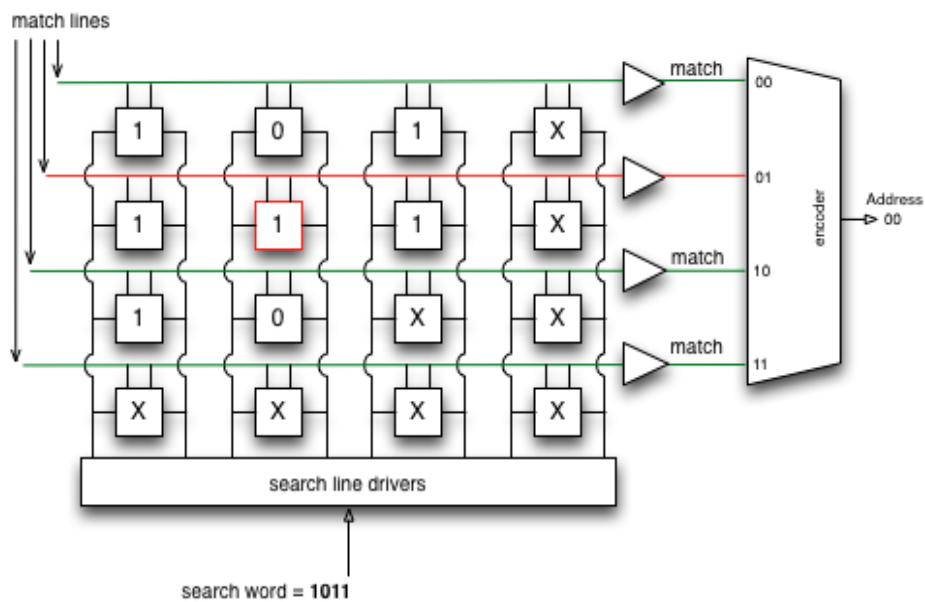 match lines
match
00
1 0 1 X
01
1 1 1 X
encoder
Address
00
match
10
1 0 X X
match
11
X X X X
search line drivers
search word = 1011